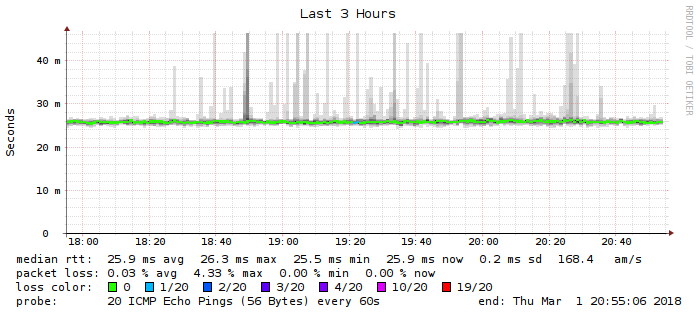 Last 3 Hours
RRDTOOL / TOBI OETIKER
Seconds
40 m
30 m
20 m
10 m
0
18:00 18:20 18:40 19:00 19:20 19:40 20:00 20:20 20:40
median rtt: 25.9 ms avg 26.3 ms max 25.5 ms min 25.9 ms now 0.2 ms sd 168.4 am/s
packet loss: 0.03 % avg 4.33 % max 0.00 % min 0.00 % now
loss color: 0 1/20 2/20 3/20 4/20 10/20 19/20
probe: 20 ICMP Echo Pings (56 Bytes) every 60s end: Thu Mar 1 20:55:06 2018